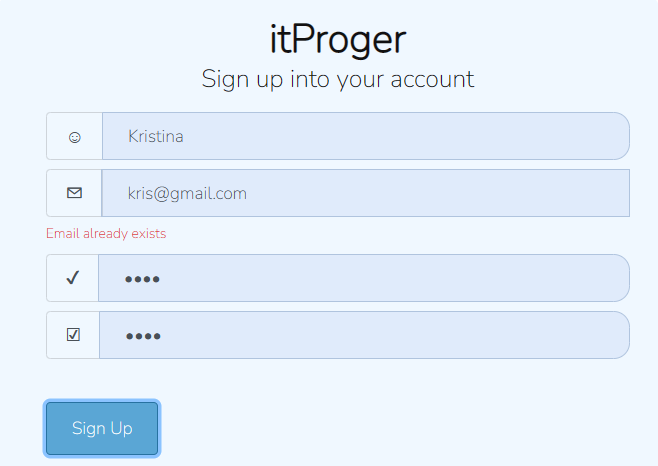 itProger
Sign up into your account
Kristina
kris@gmail.com
Email already exists
••••
••••
Sign Up